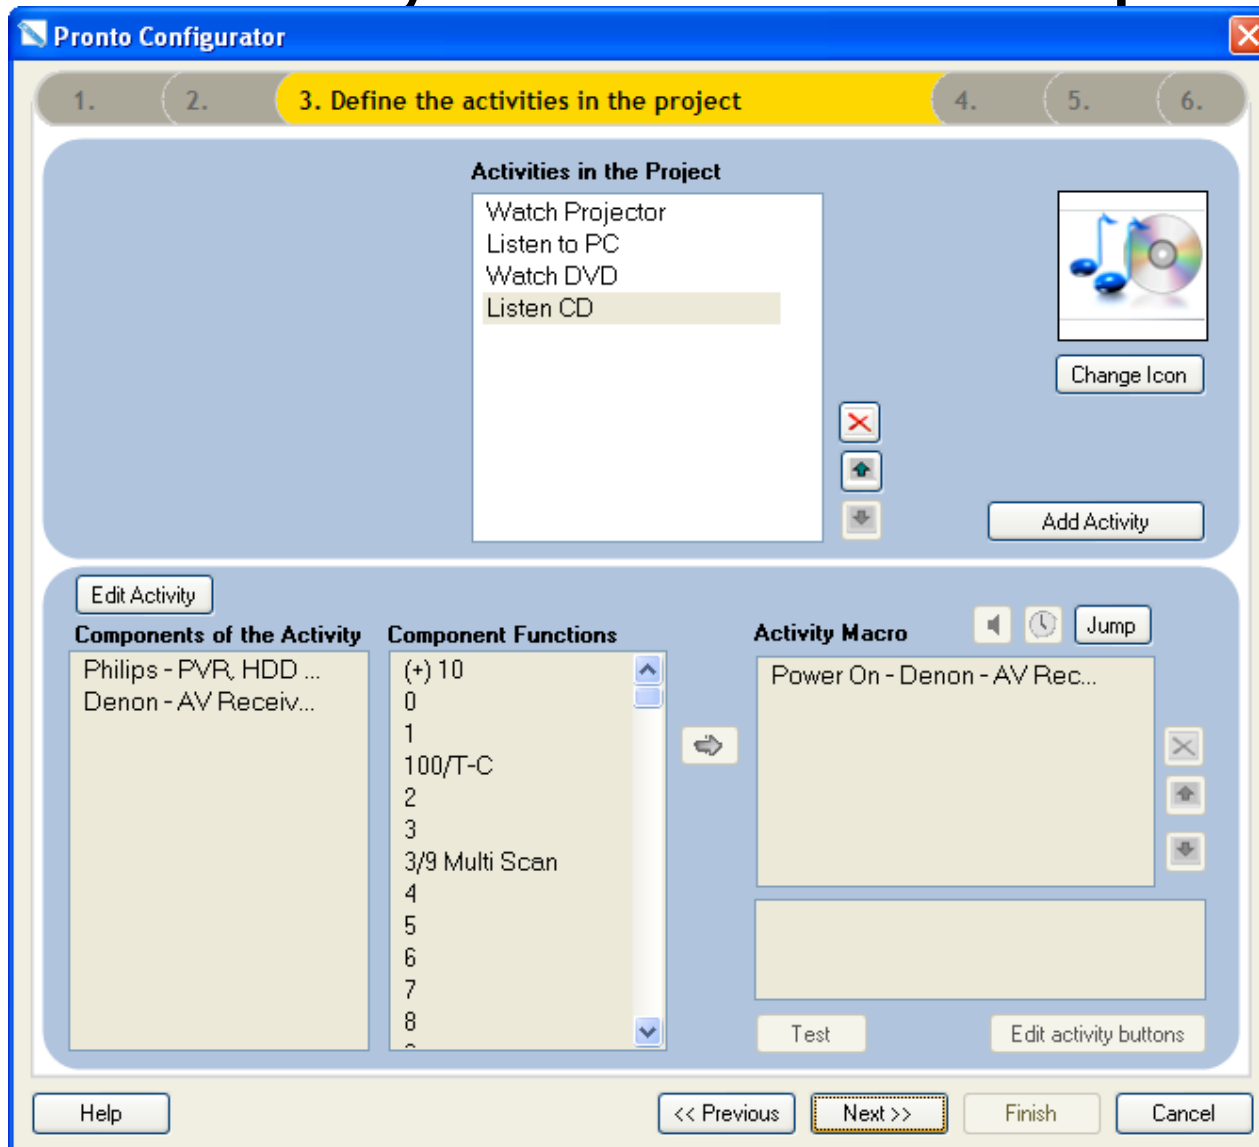 Pronto Configurator
1.
2.
3. Define the activities in the project
4.
5.
6.
Activities in the Project
Watch Projector
Listen to PC
Watch DVD
Listen CD
Change Icon
Add Activity
Edit Activity
Components of the Activity
Philips - PVR, HDD ...
Denon - AV Receiv...
Component Functions
(+) 10
0
1
100/T-C
2
3
3/9 Multi Scan
4
5
6
7
8
Activity Macro
Jump
Power On - Denon - AV Rec...
Test
Edit activity buttons
Help
<< Previous
Next >>
Finish
Cancel